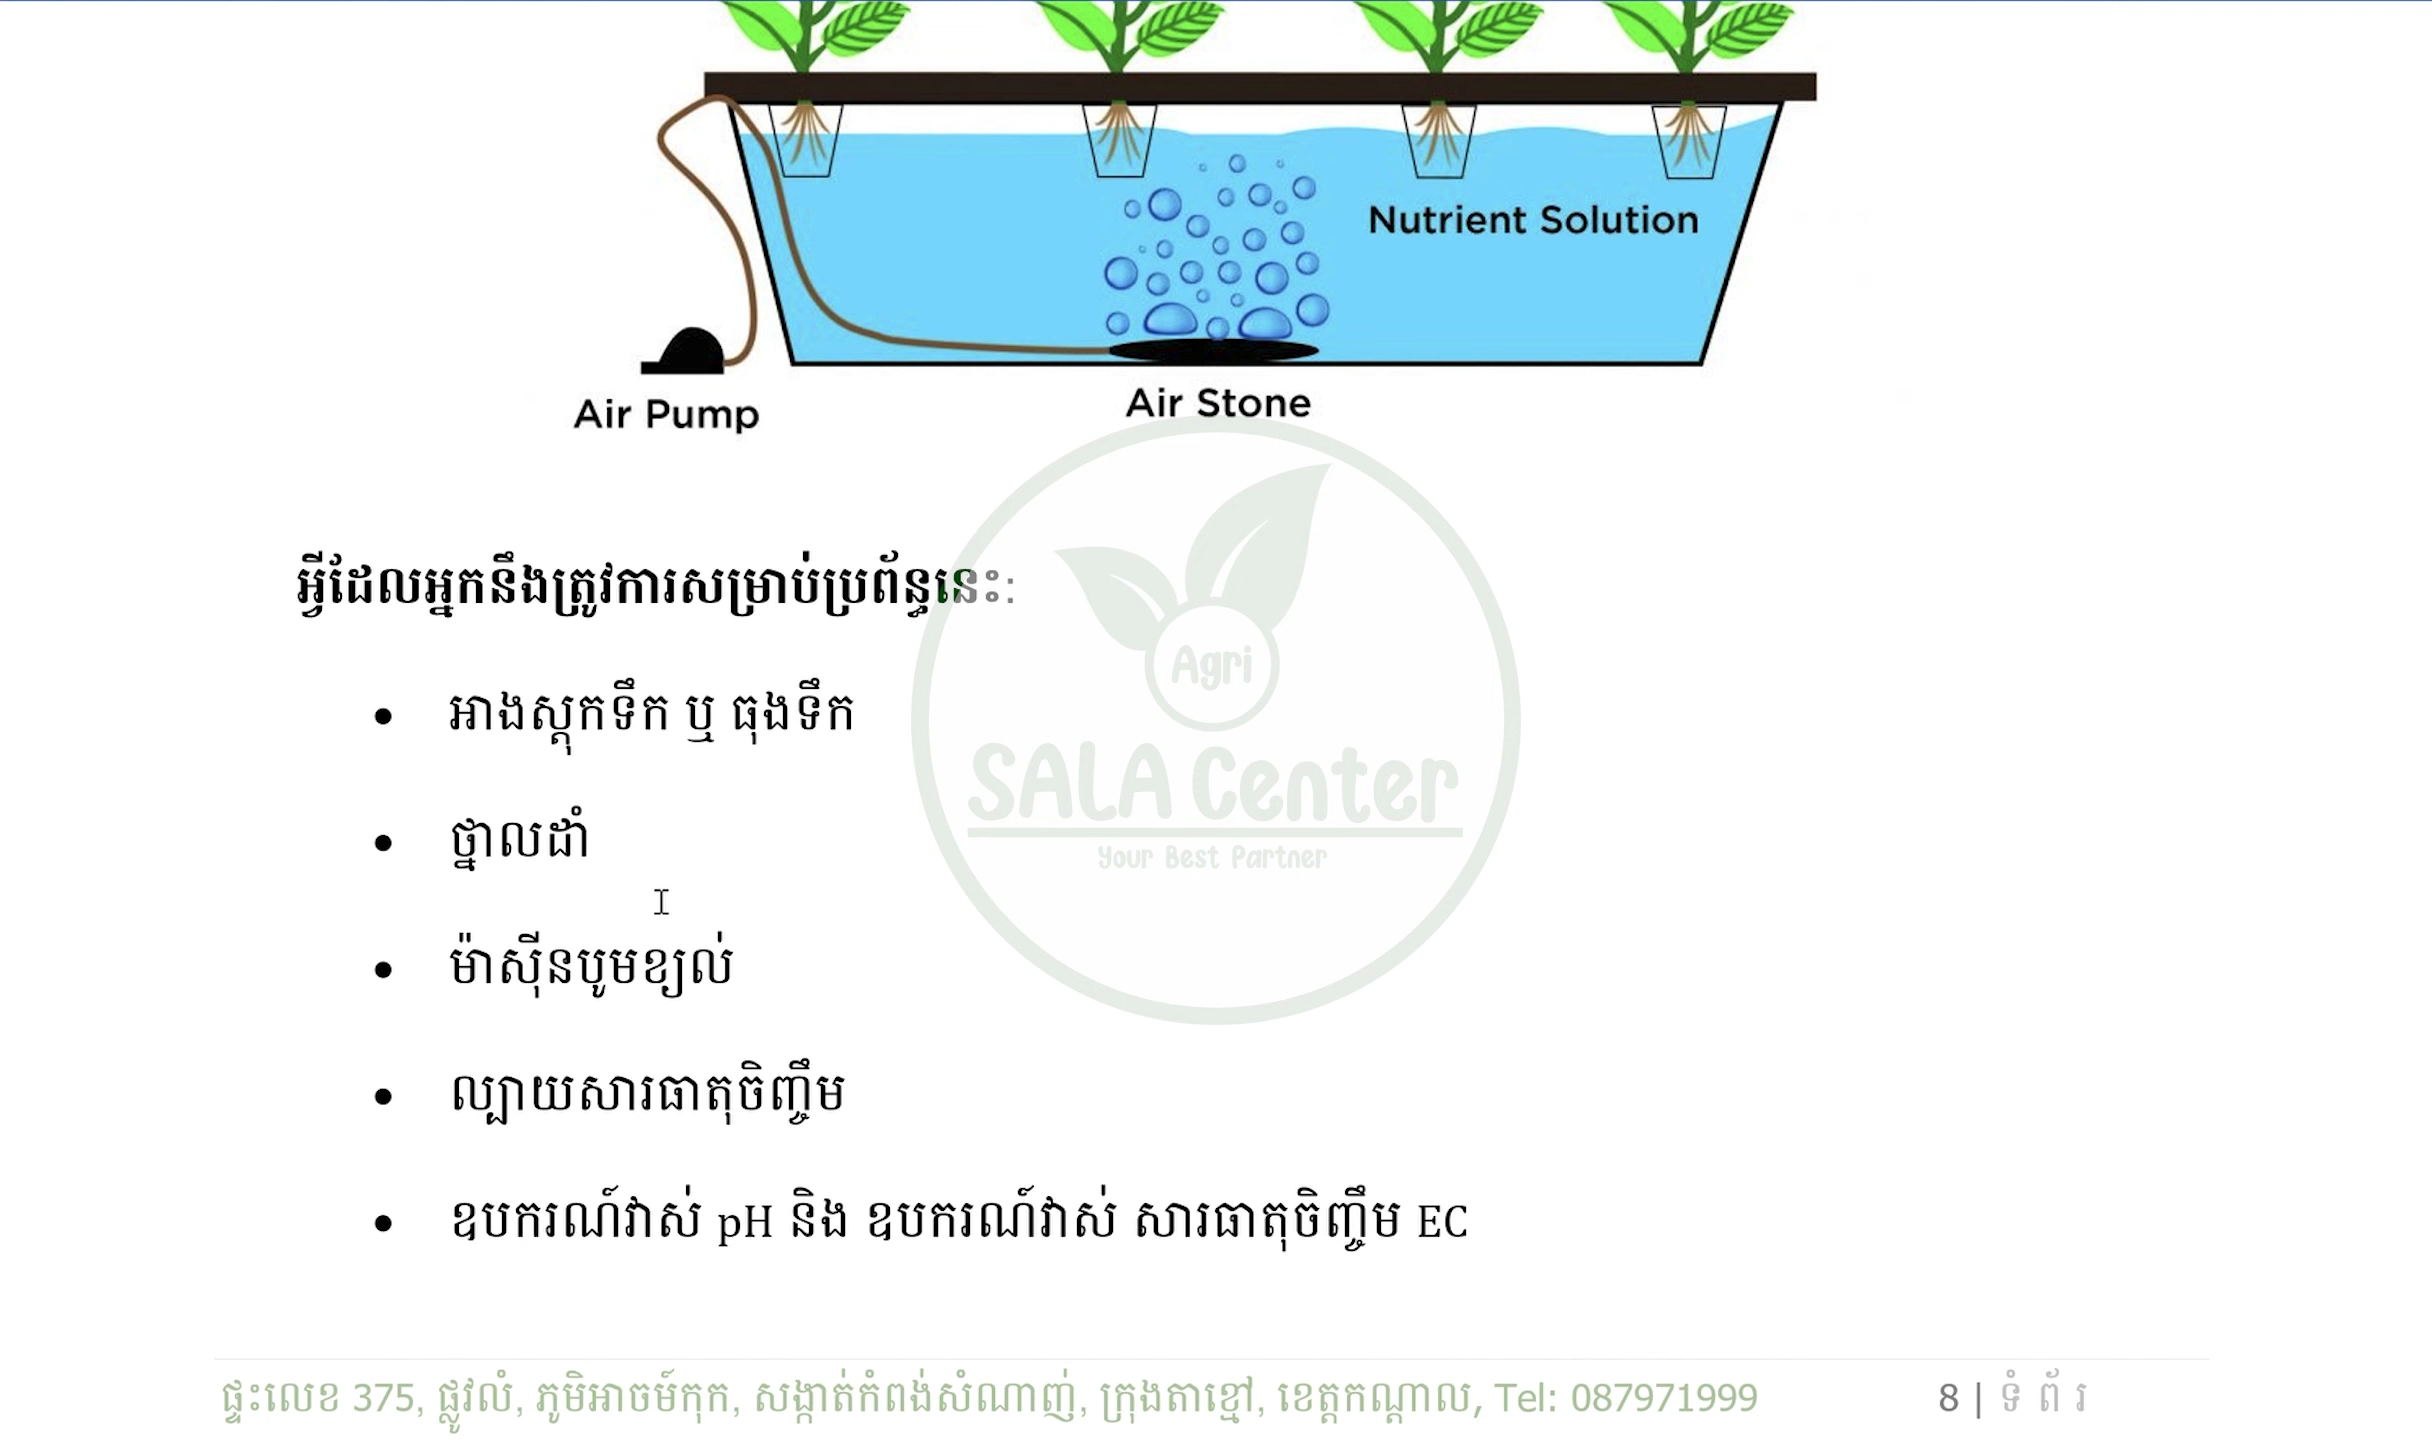 Nutrient Solution
Air Stone
Air Pump
អ្វីដែលអ្នកនឹងត្រូវការសម្រាប់ប្រព័ន្ធនេះ:
Agri
• អាងស្តុកទឹក ឬ ធុងទឹក
SALA Center
• ថ្នាលដាំ
Your Best Partner
• ម៉ាស៊ីនបូមខ្យល់
• ល្បាយសារធាតុចិញ្ចឹម
• ឧបករណ៍វាស់ pH និង ឧបករណ៍វាស់ សារធាតុចិញ្ចឹម EC
ផ្ទះលេខ 375, ផ្លូវលំ, ភូមិអាចម៍កុក, សង្កាត់កំពង់សំណាញ់, ក្រុងតាខ្មៅ, ខេត្តកណ្តាល, Tel: 087971999 8 | ទំព័រ